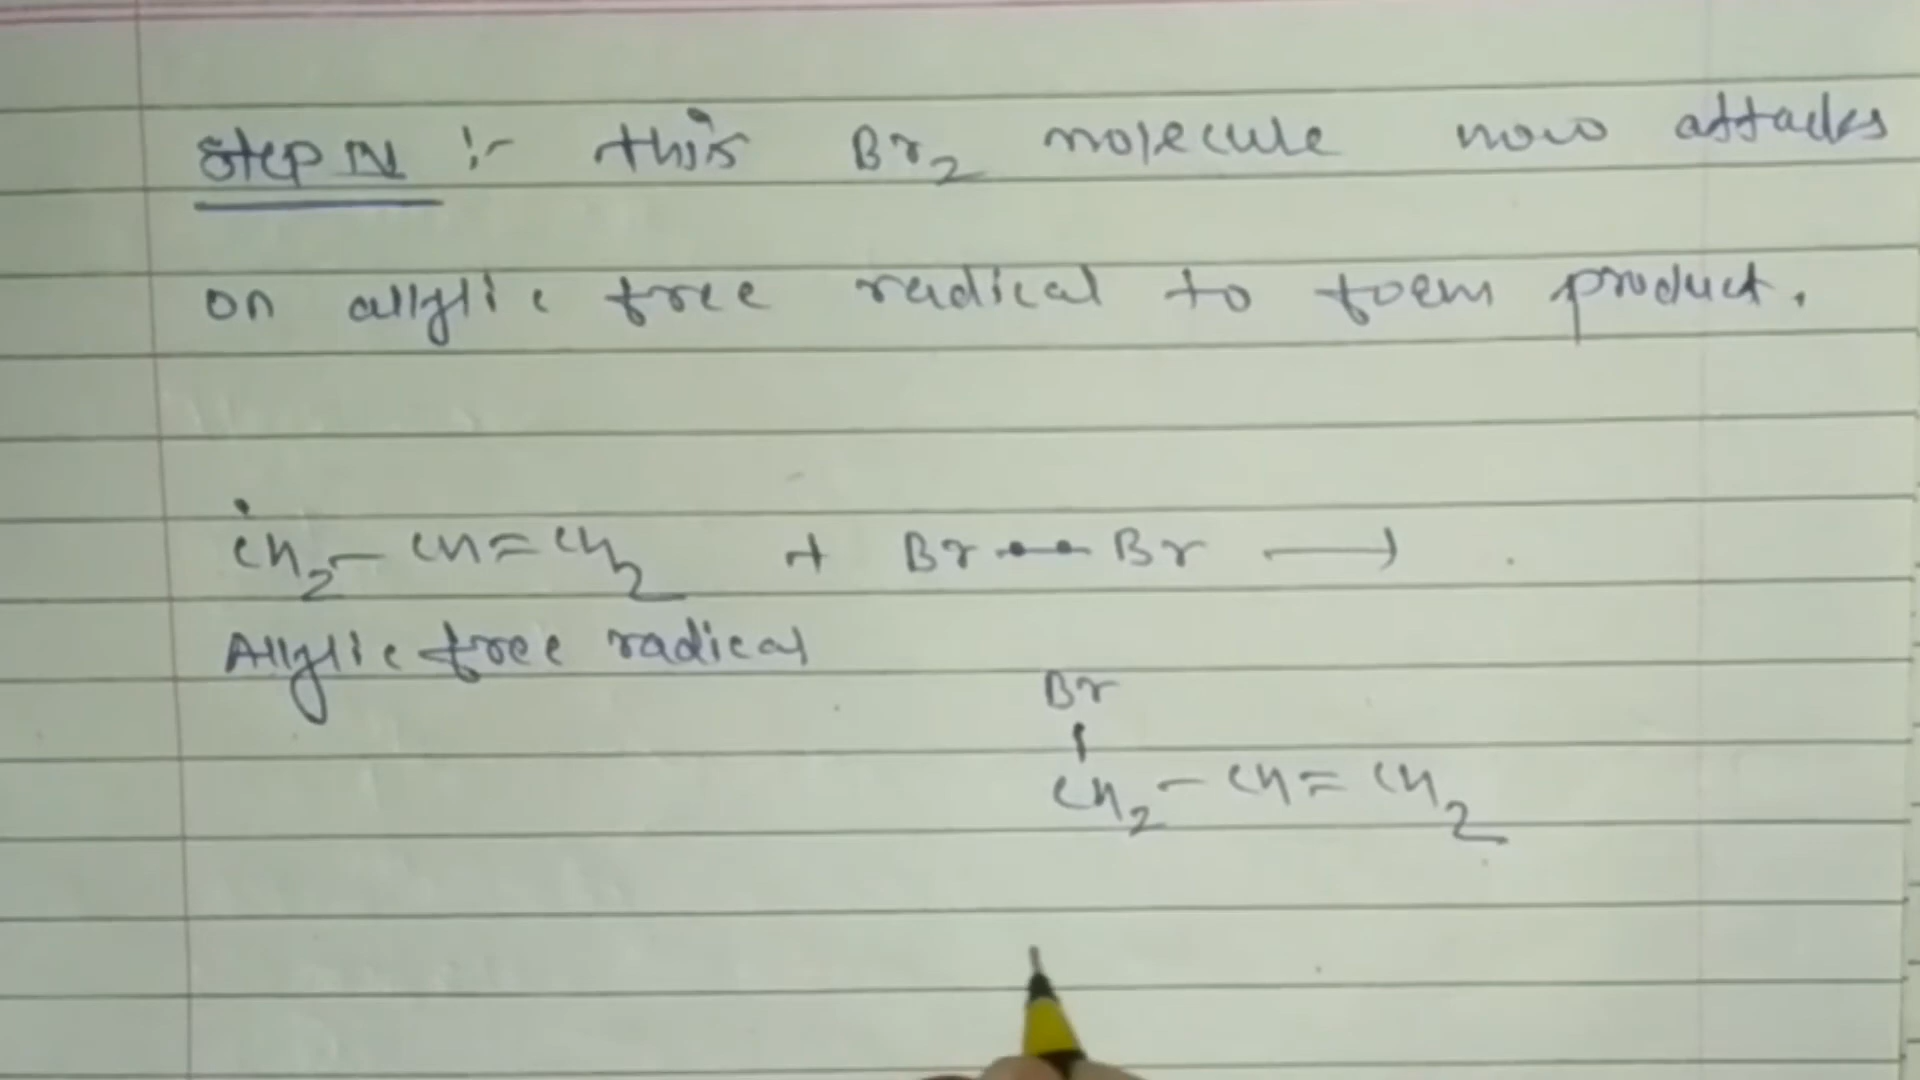 Step IV :- this Br₂ molecule now attacks
on allylic free radical to form product.
ĊH₂ - CH = CH₂ + Br •• Br →
Allylic free radical
Br
|
CH₂ - CH = CH₂